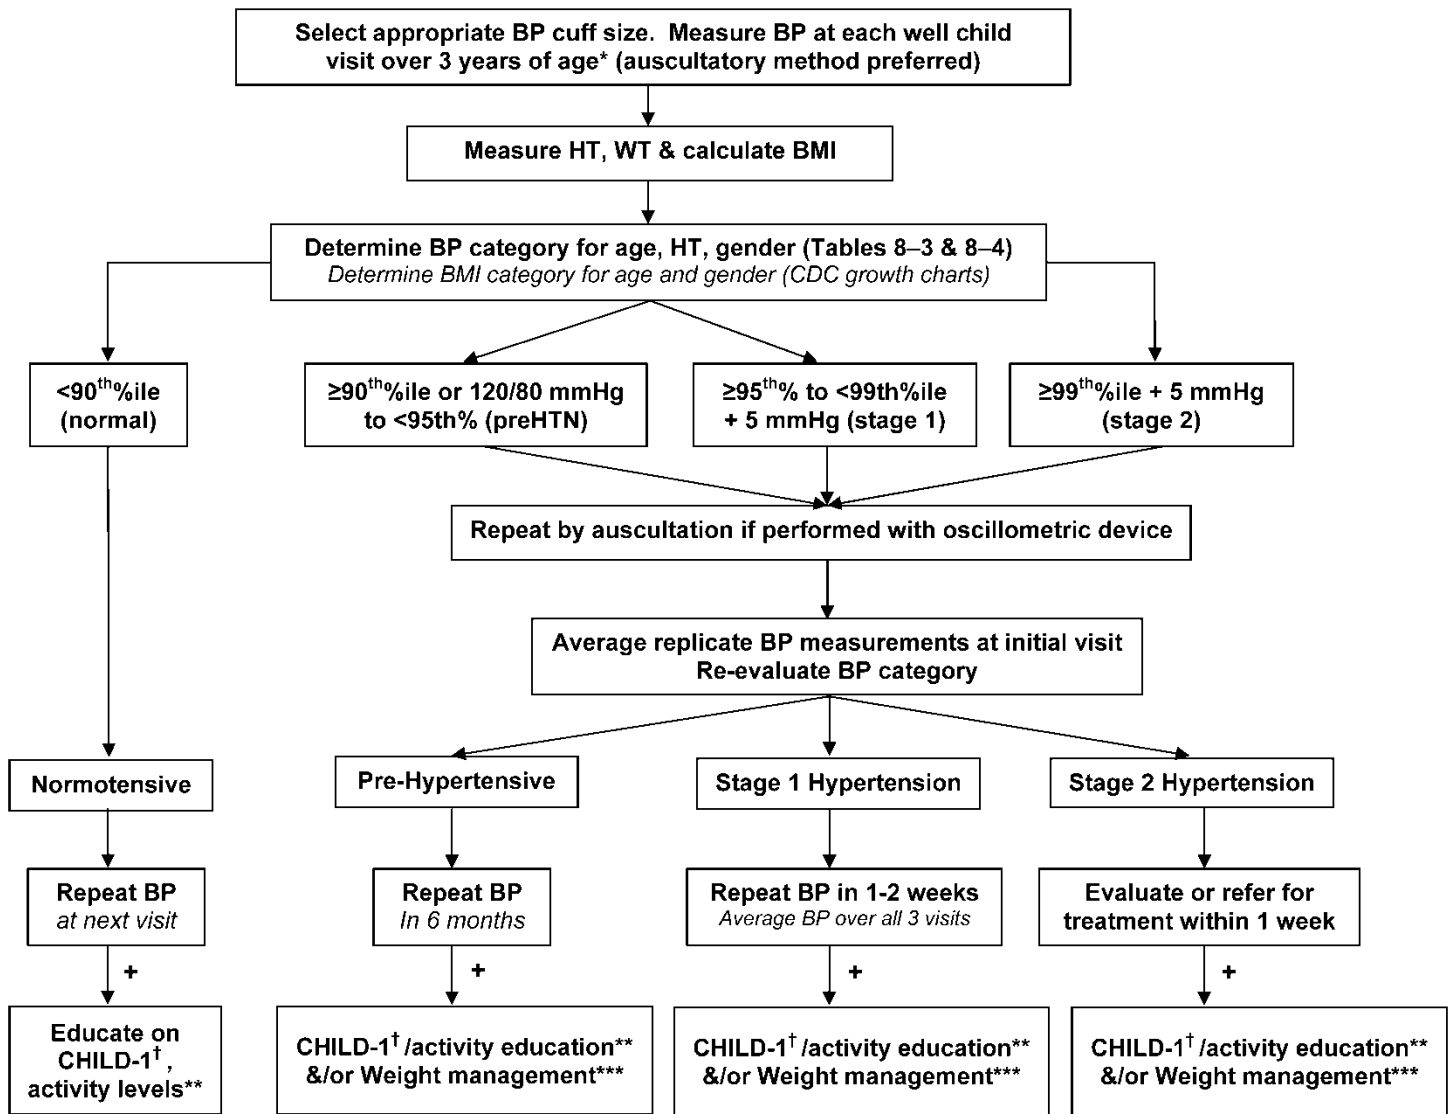 Select appropriate BP cuff size.  Measure BP at each well child
visit over 3 years of age* (auscultatory method preferred)
Measure HT, WT & calculate BMI
Determine BP category for age, HT, gender (Tables 8–3 & 8–4)
Determine BMI category for age and gender (CDC growth charts)
<90th%ile
(normal)
≥90th%ile or 120/80 mmHg
to <95th% (preHTN)
≥95th% to <99th%ile
+ 5 mmHg (stage 1)
≥99th%ile + 5 mmHg
(stage 2)
Repeat by auscultation if performed with oscillometric device
Average replicate BP measurements at initial visit
Re-evaluate BP category
Normotensive
Pre-Hypertensive
Stage 1 Hypertension
Stage 2 Hypertension
Repeat BP
at next visit
Repeat BP
In 6 months
Repeat BP in 1-2 weeks
Average BP over all 3 visits
Evaluate or refer for
treatment within 1 week
+
+
+
+
Educate on
CHILD-1†,
activity levels**
CHILD-1†/activity education**
&/or Weight management***
CHILD-1†/activity education**
&/or Weight management***
CHILD-1†/activity education**
&/or Weight management***